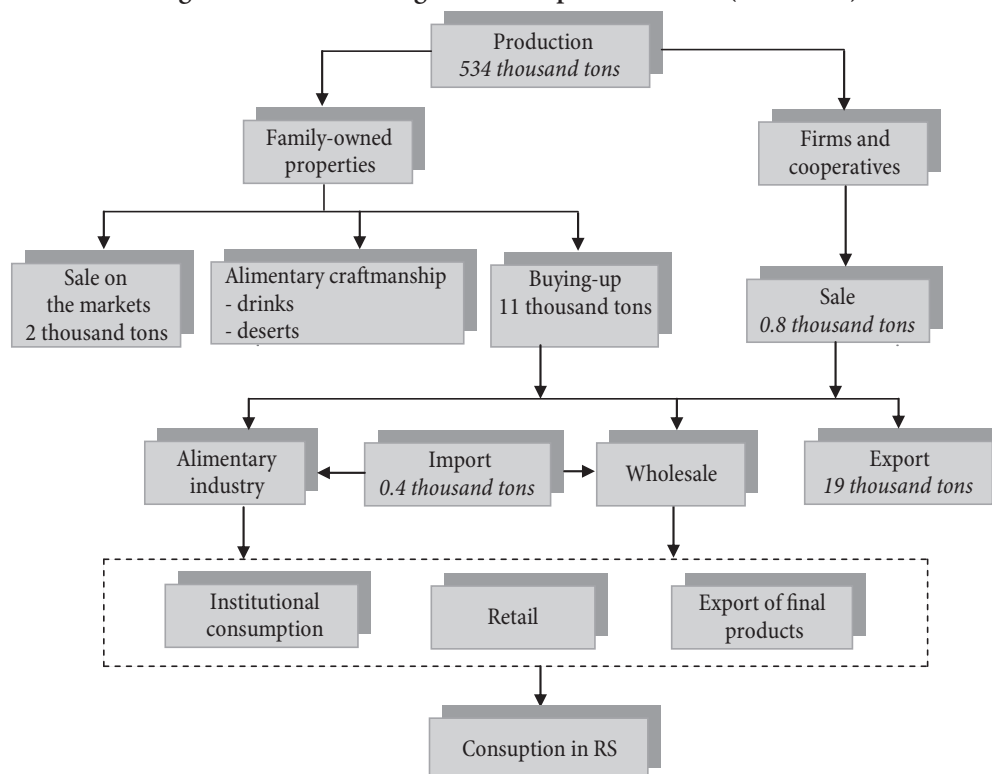 Production
534 thousand tons
Family-owned
properties
Firms and
cooperatives
Sale on
the markets
2 thousand tons
Alimentary craftmanship
- drinks
- deserts
Buying-up
11 thousand tons
Sale
0.8 thousand tons
Alimentary
industry
Import
0.4 thousand tons
Wholesale
Export
19 thousand tons
Institutional
consumption
Retail
Export of final
products
Consuption in RS